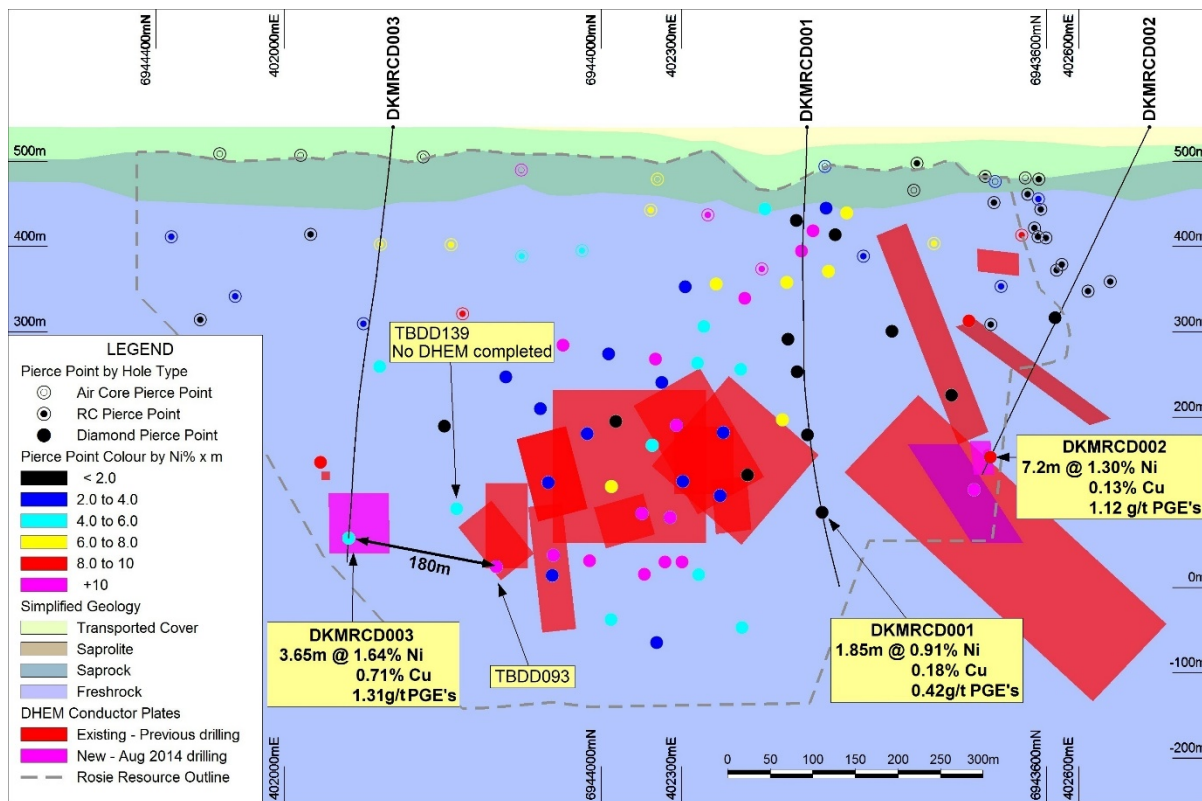 6944400mN
402000mE
DKMRCD003
6944000mN
402300mE
DKMRCD001
6943600mN
402600mE
DKMRCD002
500m
500m
400m
400m
300m
300m
200m
100m
0m
-100m
-200m
TBDD139
No DHEM completed
LEGEND
Pierce Point by Hole Type
Air Core Pierce Point
RC Pierce Point
Diamond Pierce Point
Pierce Point Colour by Ni% x m
< 2.0
2.0 to 4.0
4.0 to 6.0
6.0 to 8.0
8.0 to 10
+10
Simplified Geology
Transported Cover
Saprolite
Saprock
Freshrock
DHEM Conductor Plates
Existing - Previous drilling
New - Aug 2014 drilling
Rosie Resource Outline
180m
DKMRCD002
7.2m @ 1.30% Ni
0.13% Cu
1.12 g/t PGE's
DKMRCD003
3.65m @ 1.64% Ni
0.71% Cu
1.31g/t PGE's
TBDD093
DKMRCD001
1.85m @ 0.91% Ni
0.18% Cu
0.42g/t PGE's
0 50 100 150 200 250 300m
402000mE
6944000mN
402300mE
6943600mN
402600mE